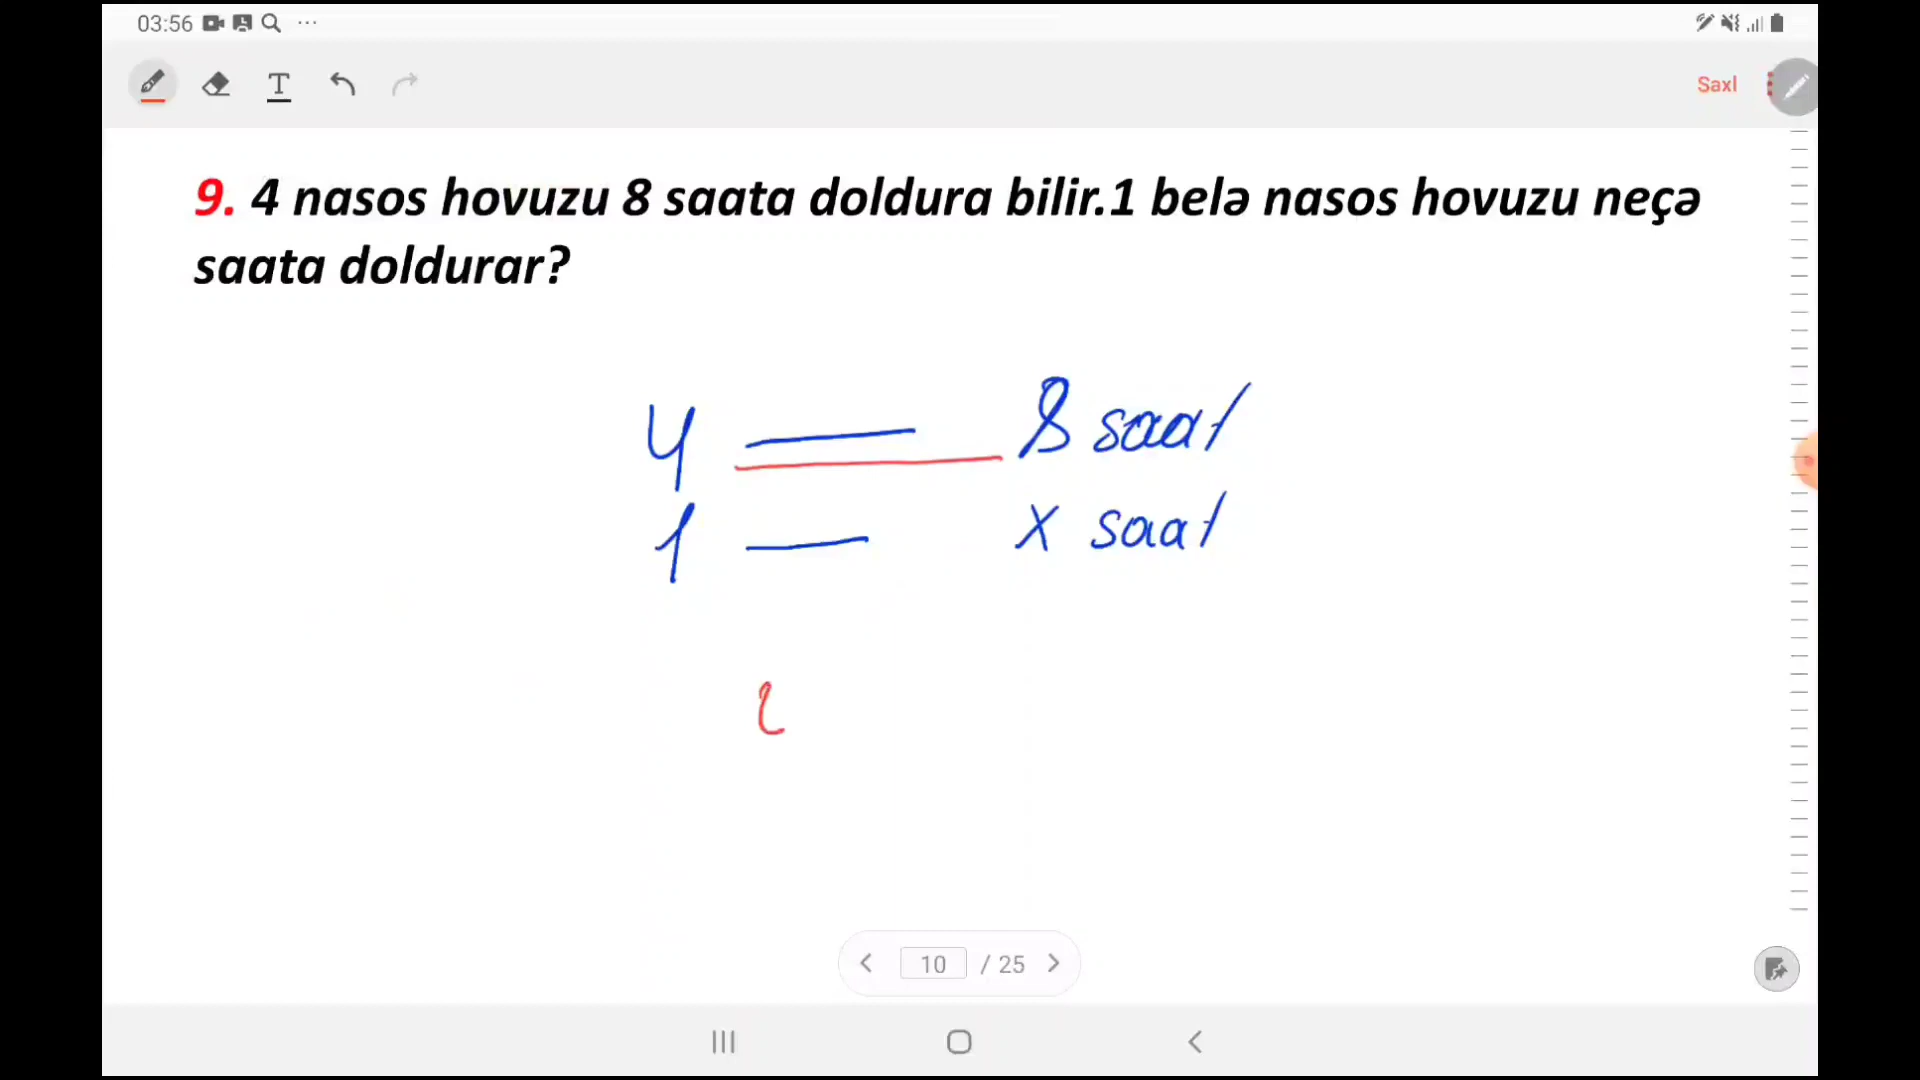 03:56
Saxl
9. 4 nasos hovuzu 8 saata doldura bilir.1 belə nasos hovuzu neçə
saata doldurar?
4 — 8 saat
1 — x saat
10 / 25